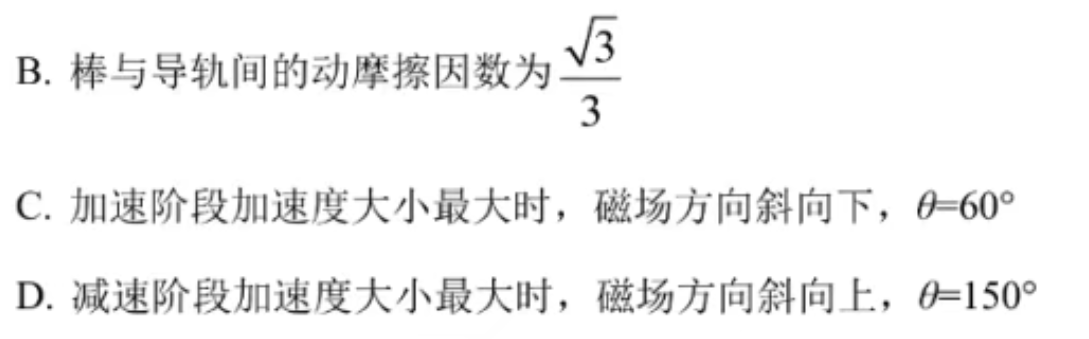 B. 棒与导轨间的动摩擦因数为$\frac{\sqrt{3}}{3}$
C. 加速阶段加速度大小最大时，磁场方向斜向下，θ=60°
D. 减速阶段加速度大小最大时，磁场方向斜向上，θ=150°